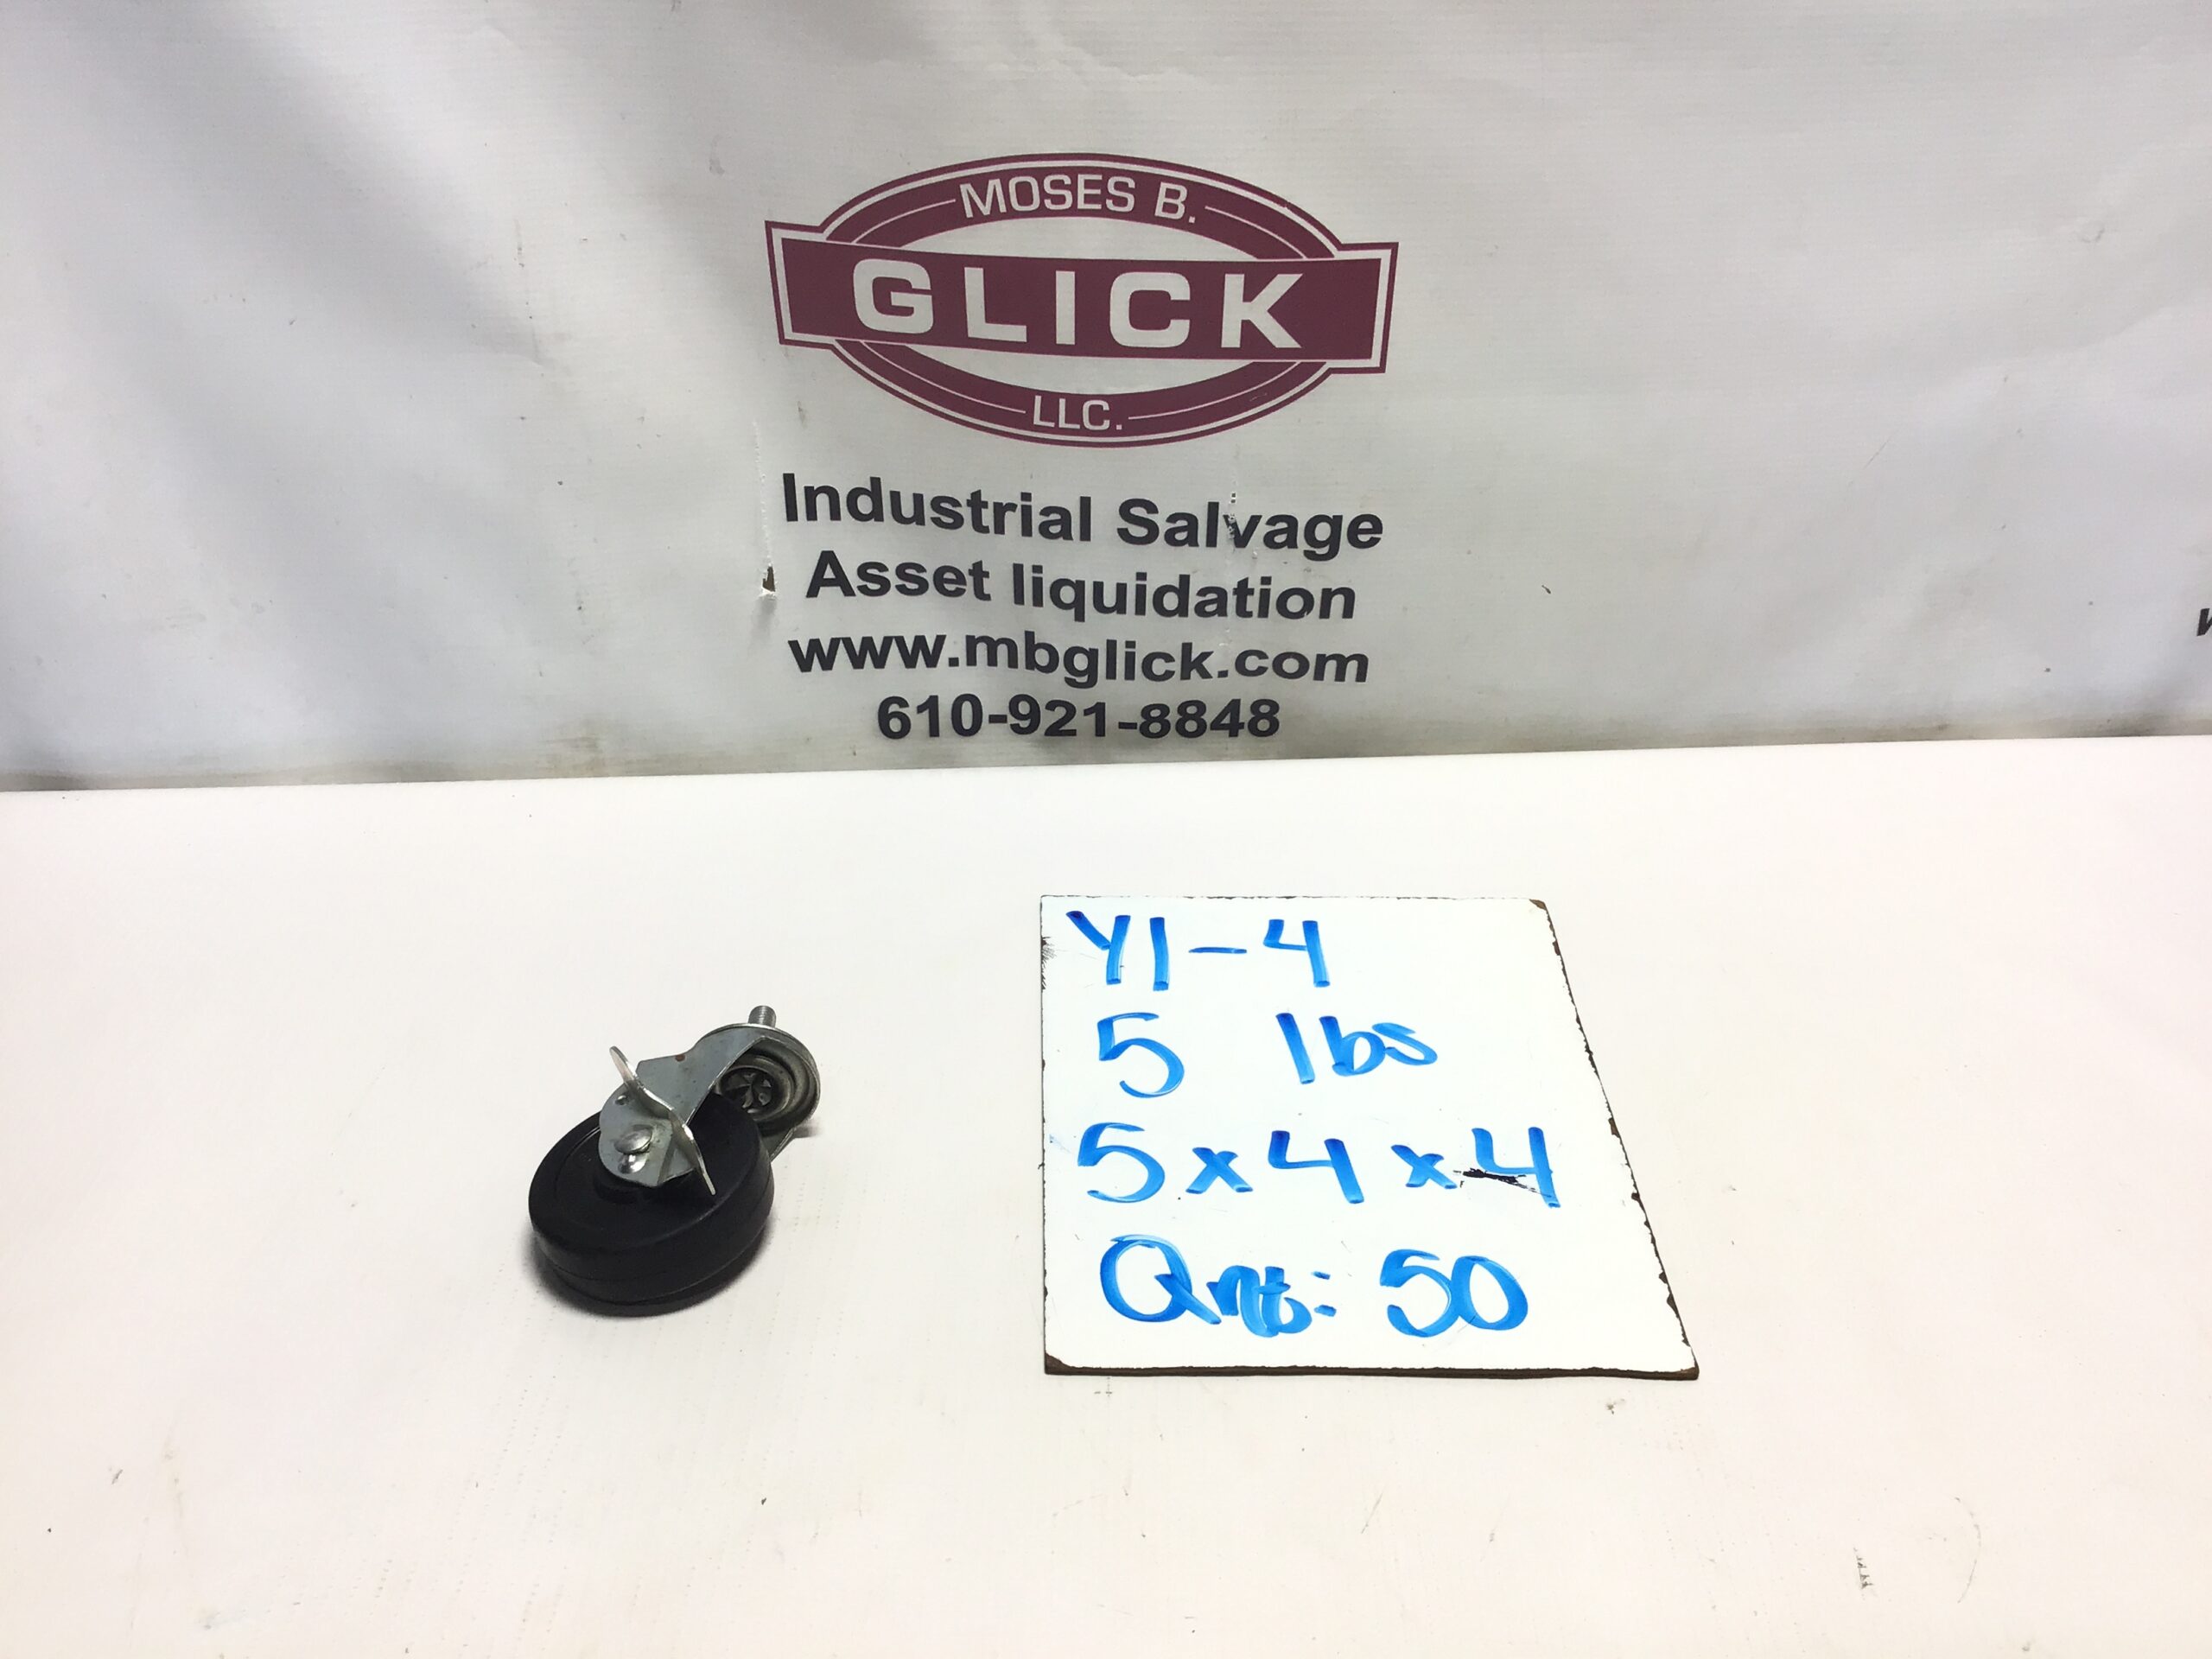 MOSES B.
GLICK
LLC.
Industrial Salvage
Asset liquidation
www.mbglick.com
610-921-8848
Y1-4
5 lbs
5x4x4
Qnt: 50